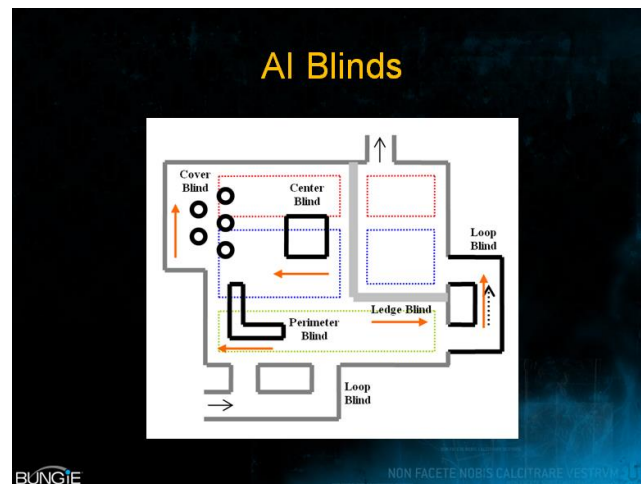 AI Blinds
Cover
Blind
Center
Blind
Loop
Blind
Ledge Blind
Perimeter
Blind
Loop
Blind
BUNGiE
NON FACETE NOBIS CALCITRARE VESTRVM